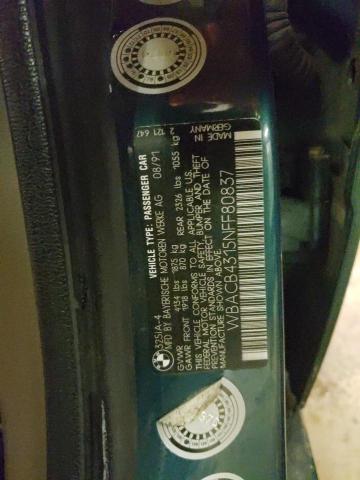 325IA-4
VEHICLE TYPE: PASSENGER CAR
MFD BY BAYERISCHE MOTOREN WERKE AG 08/91
GVWR 4134 lbs 1875 kg
GAWR FRONT 1918 lbs 870 kg REAR 2326 lbs 1055 kg
THIS VEHICLE CONFORMS TO ALL APPLICABLE U.S.
FEDERAL MOTOR VEHICLE SAFETY, BUMPER AND THEFT
PREVENTION STANDARDS IN EFFECT ON THE DATE OF
MANUFACTURE SHOWN ABOVE.
WBACB4315NFF80837
2 121 647
MADE IN
GERMANY